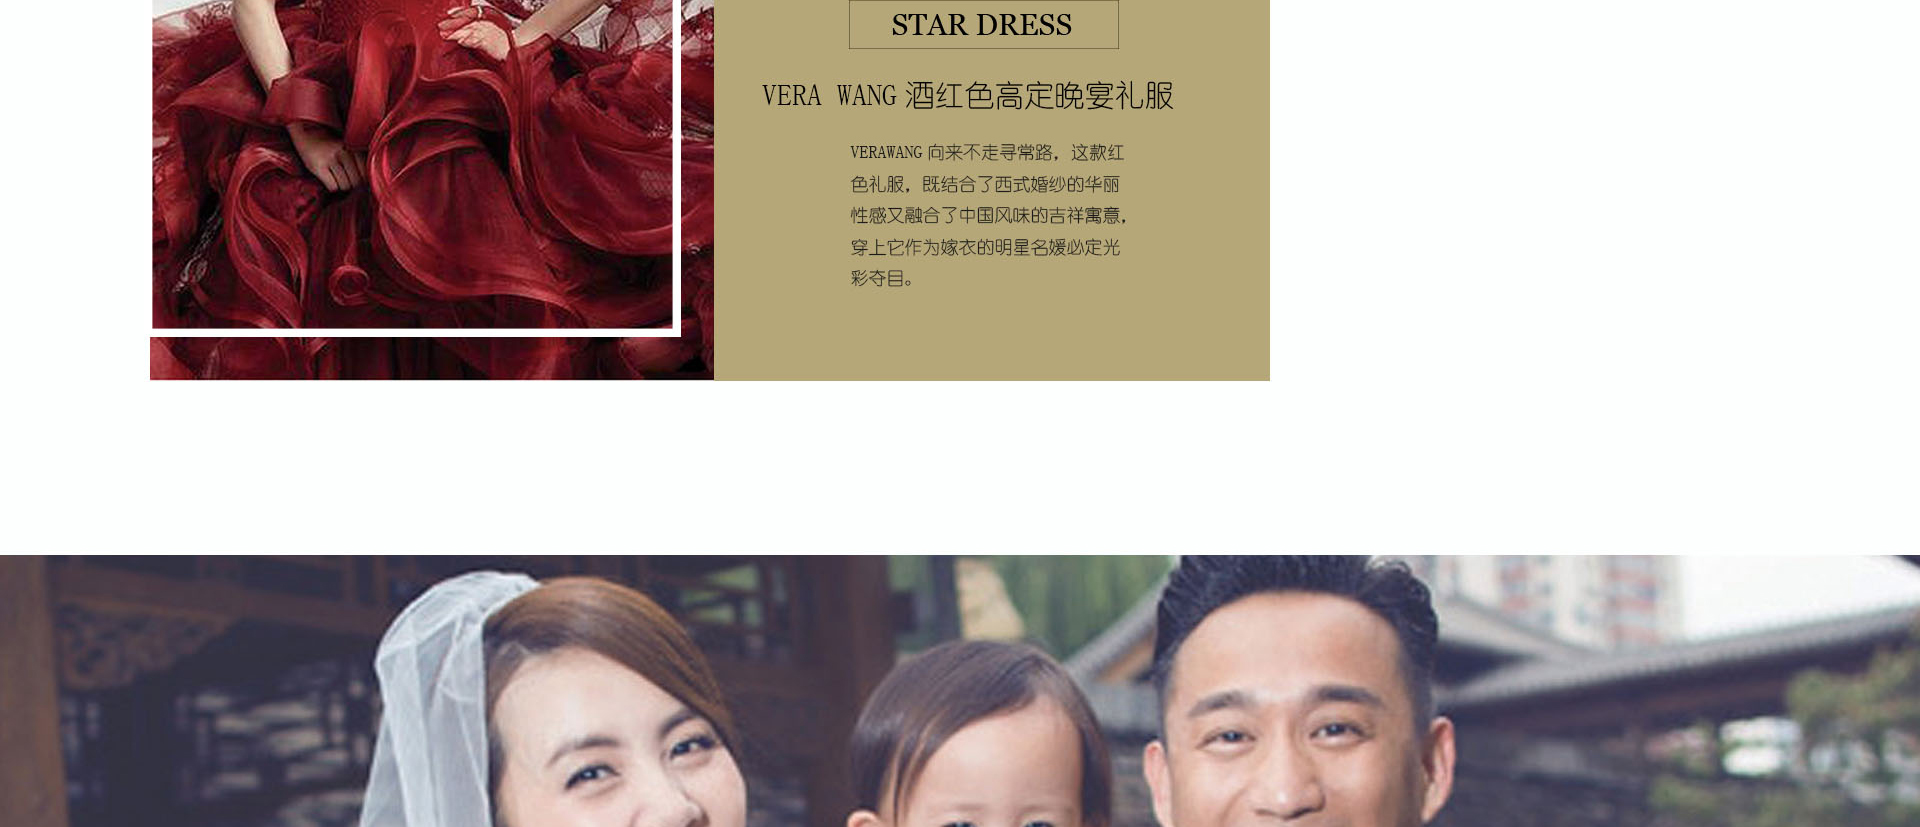 STAR DRESS
VERA WANG 酒红色高定晚宴礼服
VERAWANG 向来不走寻常路，这款红
色礼服，既结合了西式婚纱的华丽
性感又融合了中国风味的吉祥寓意，
穿上它作为嫁衣的明星名媛必定光
彩夺目。